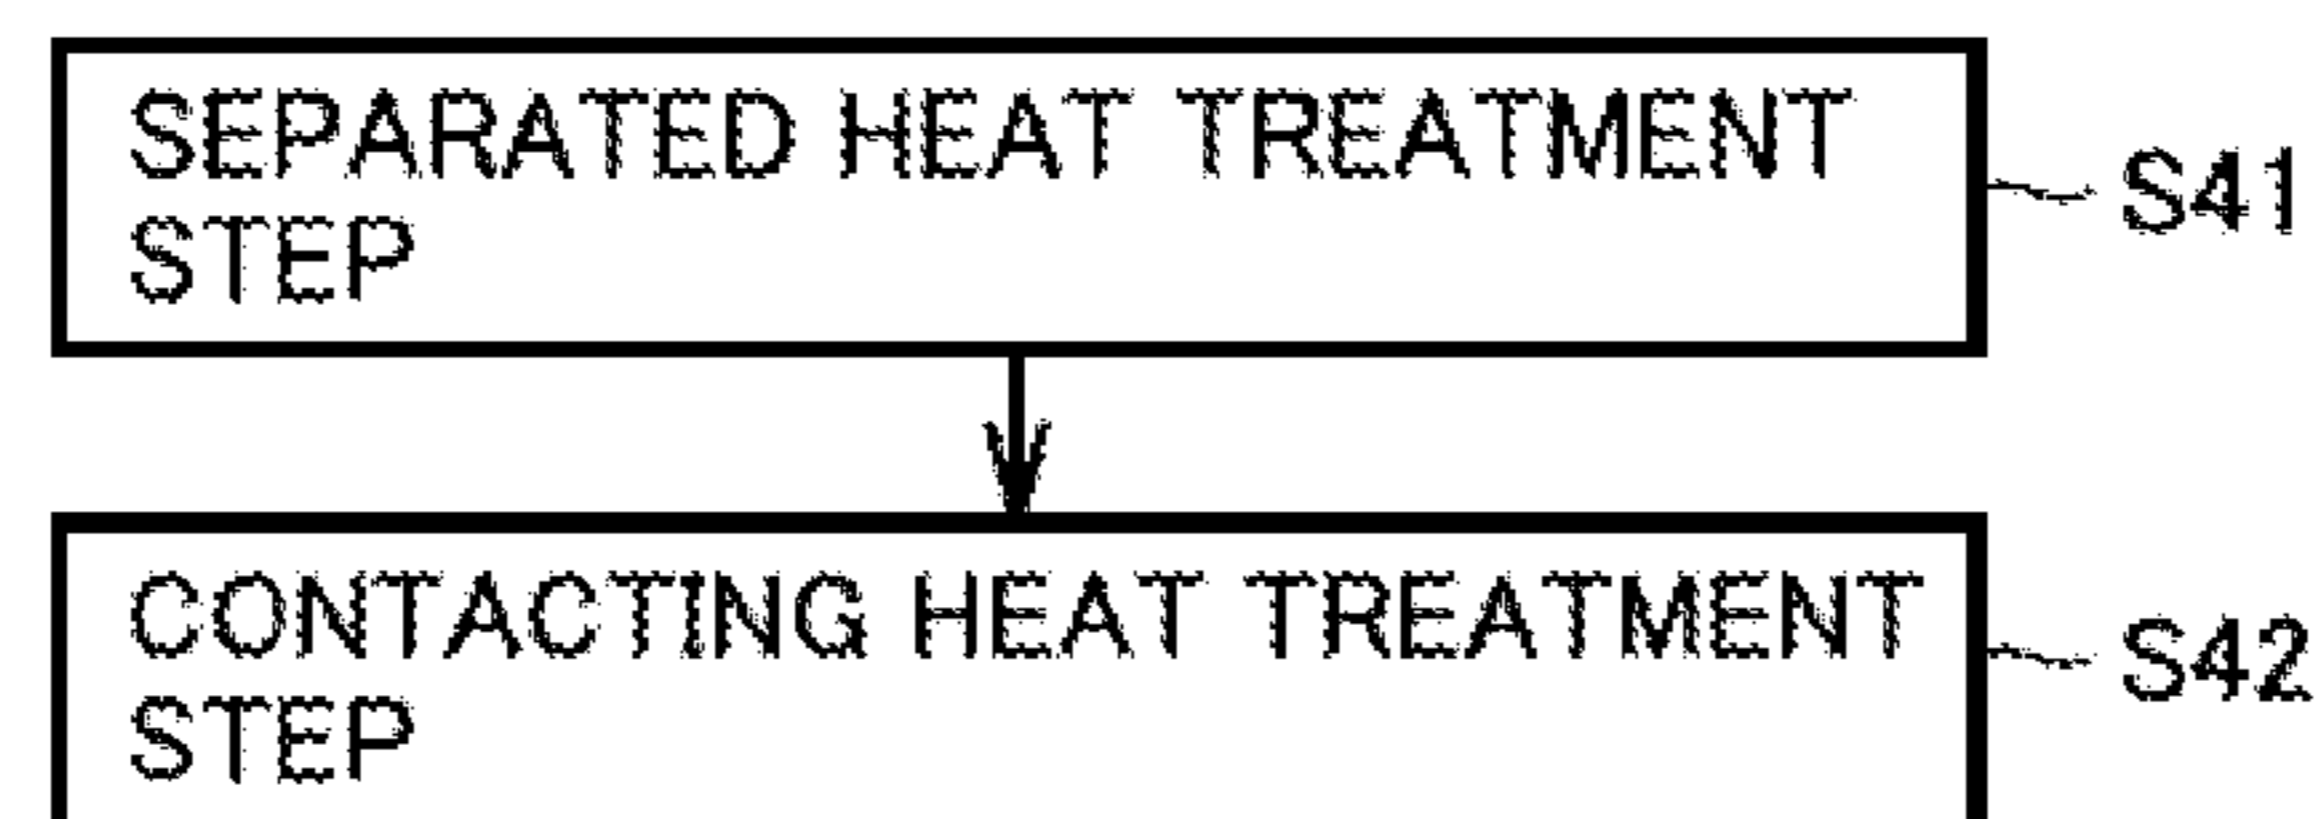 SEPARATED HEAT TREATMENT
STEP
S41
CONTACTING HEAT TREATMENT
STEP
S42